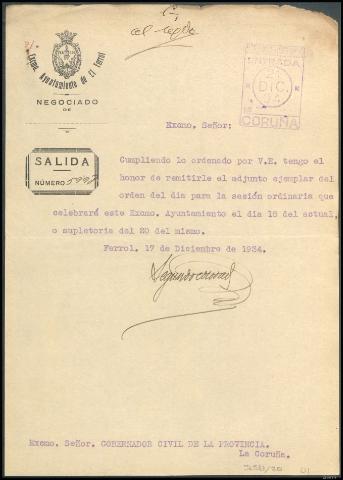 Excmo. Ayuntamiento de El Ferrol
NEGOCIADO
DE
ENTRADA
DIC.
CORUÑA
Excmo, Señor:
SALIDA
NÚMERO
Cumpliendo lo ordenado por V.E. tengo el
honor de remitirle el adjunto ejemplar del
orden del día para la sesión ordinaria que
celebrará este Excmo. Ayuntamiento el día 18 del actual,
o supletoria del 20 del mismo.
Ferrol, 17 de Diciembre de 1934.
Excmo. Señor. GOBERNADOR CIVIL DE LA PROVINCIA.
La Coruña.